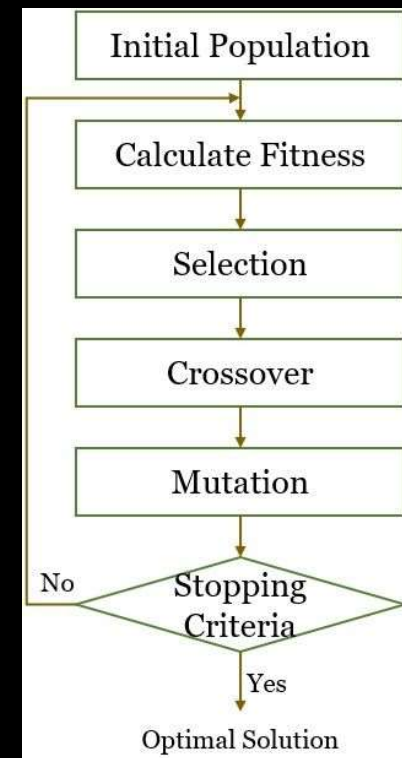 Initial Population
Calculate Fitness
Selection
Crossover
Mutation
Stopping
Criteria
No
Yes
Optimal Solution